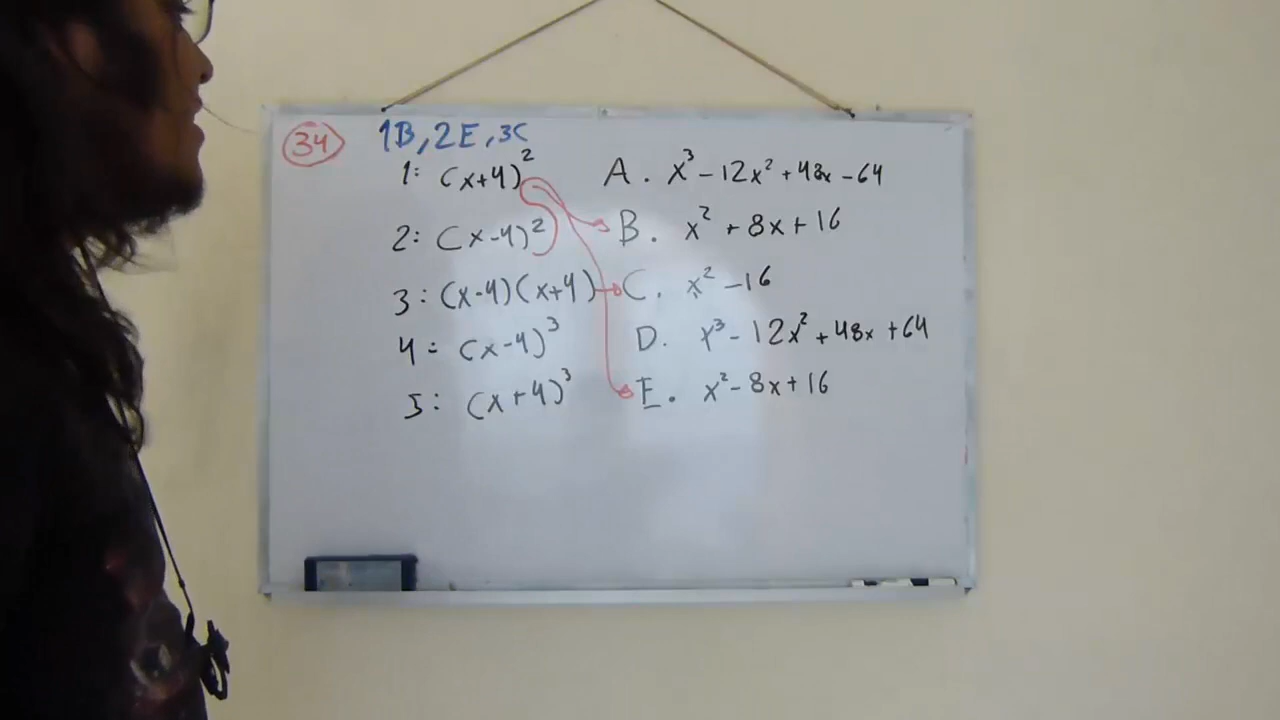 34 1B, 2E, 3C
1: (x+4)² A. x³ - 12x² + 48x - 64
2: (x-4)² B. x² + 8x + 16
3: (x-4)(x+4) C. x² - 16
4: (x-4)³ D. x³ - 12x² + 48x + 64
5: (x+4)³ E. x² - 8x + 16